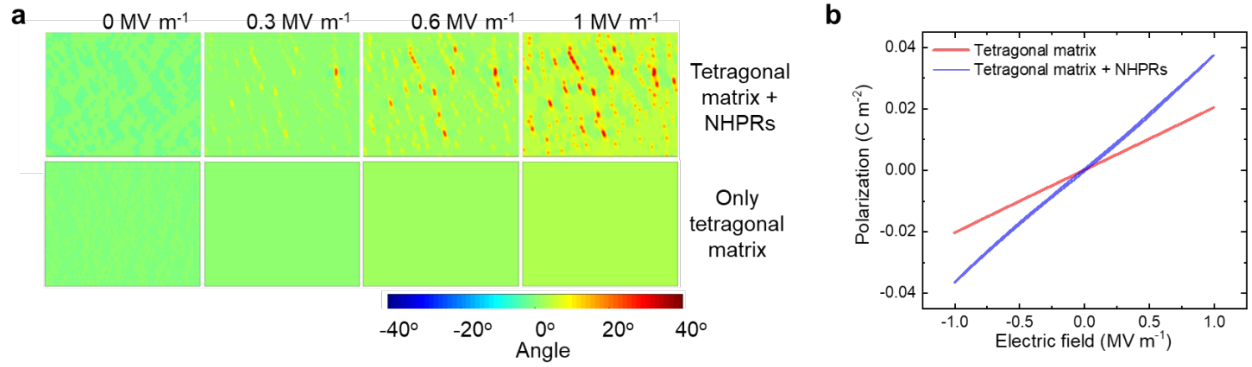 a
0 MV m⁻¹
0.3 MV m⁻¹
0.6 MV m⁻¹
1 MV m⁻¹
Tetragonal
matrix +
NHPRs
Only
tetragonal
matrix
-40° -20° 0° 20° 40°
Angle
b
Tetragonal matrix
Tetragonal matrix + NHPRs
Polarization (C m⁻²)
0.04
0.02
0.00
-0.02
-0.04
-1.0 -0.5 0.0 0.5 1.0
Electric field (MV m⁻¹)